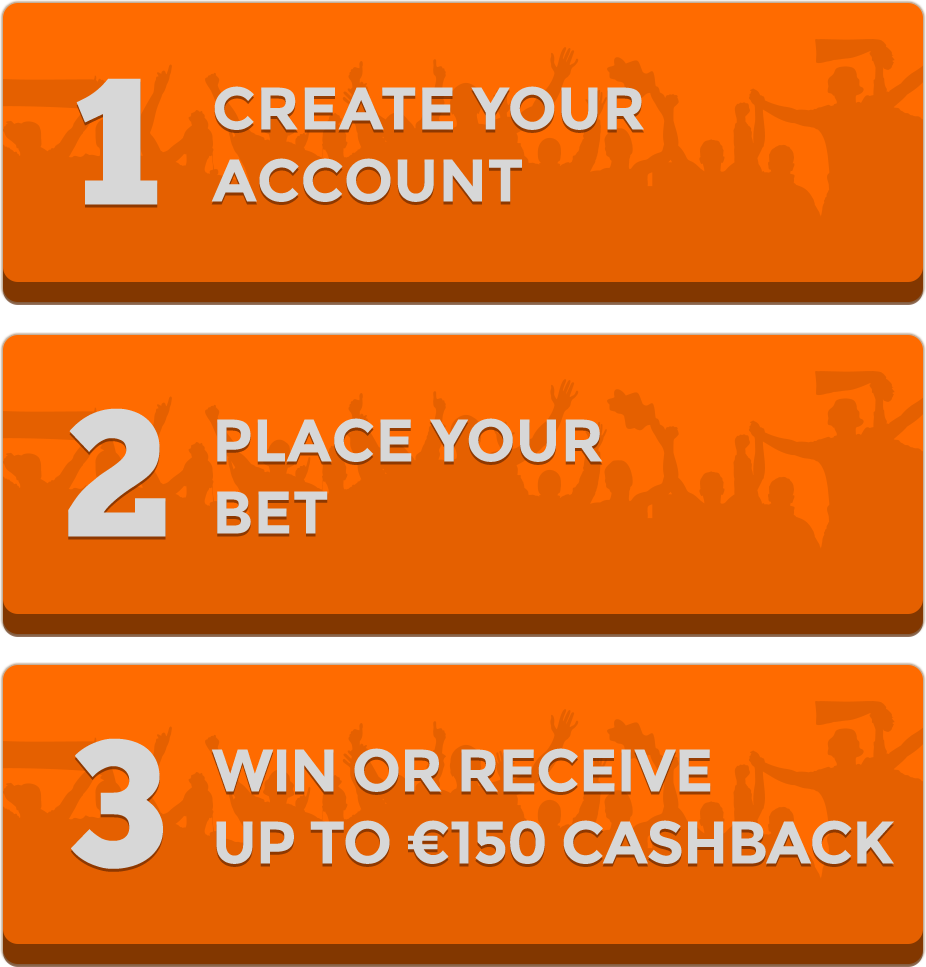 1
CREATE YOUR
ACCOUNT
2
PLACE YOUR
BET
3
WIN OR RECEIVE
UP TO €150 CASHBACK